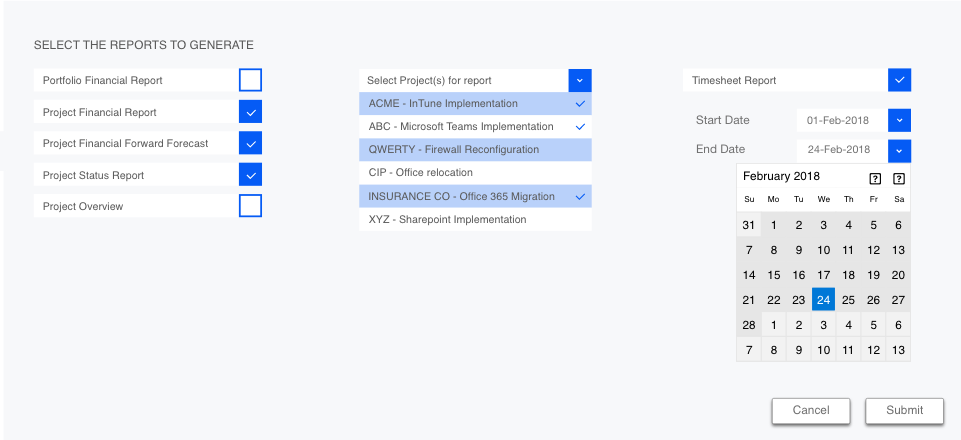 SELECT THE REPORTS TO GENERATE
Portfolio Financial Report
Project Financial Report
Project Financial Forward Forecast
Project Status Report
Project Overview
Select Project(s) for report
ACME - InTune Implementation
ABC - Microsoft Teams Implementation
QWERTY - Firewall Reconfiguration
CIP - Office relocation
INSURANCE CO - Office 365 Migration
XYZ - Sharepoint Implementation
Timesheet Report
Start Date 01-Feb-2018
End Date 24-Feb-2018
February 2018 ? ?
Su Mo Tu We Th Fr Sa
31 1 2 3 4 5 6
7 8 9 10 11 12 13
14 15 16 17 18 19 20
21 22 23 24 25 26 27
28 1 2 3 4 5 6
7 8 9 10 11 12 13
Cancel Submit